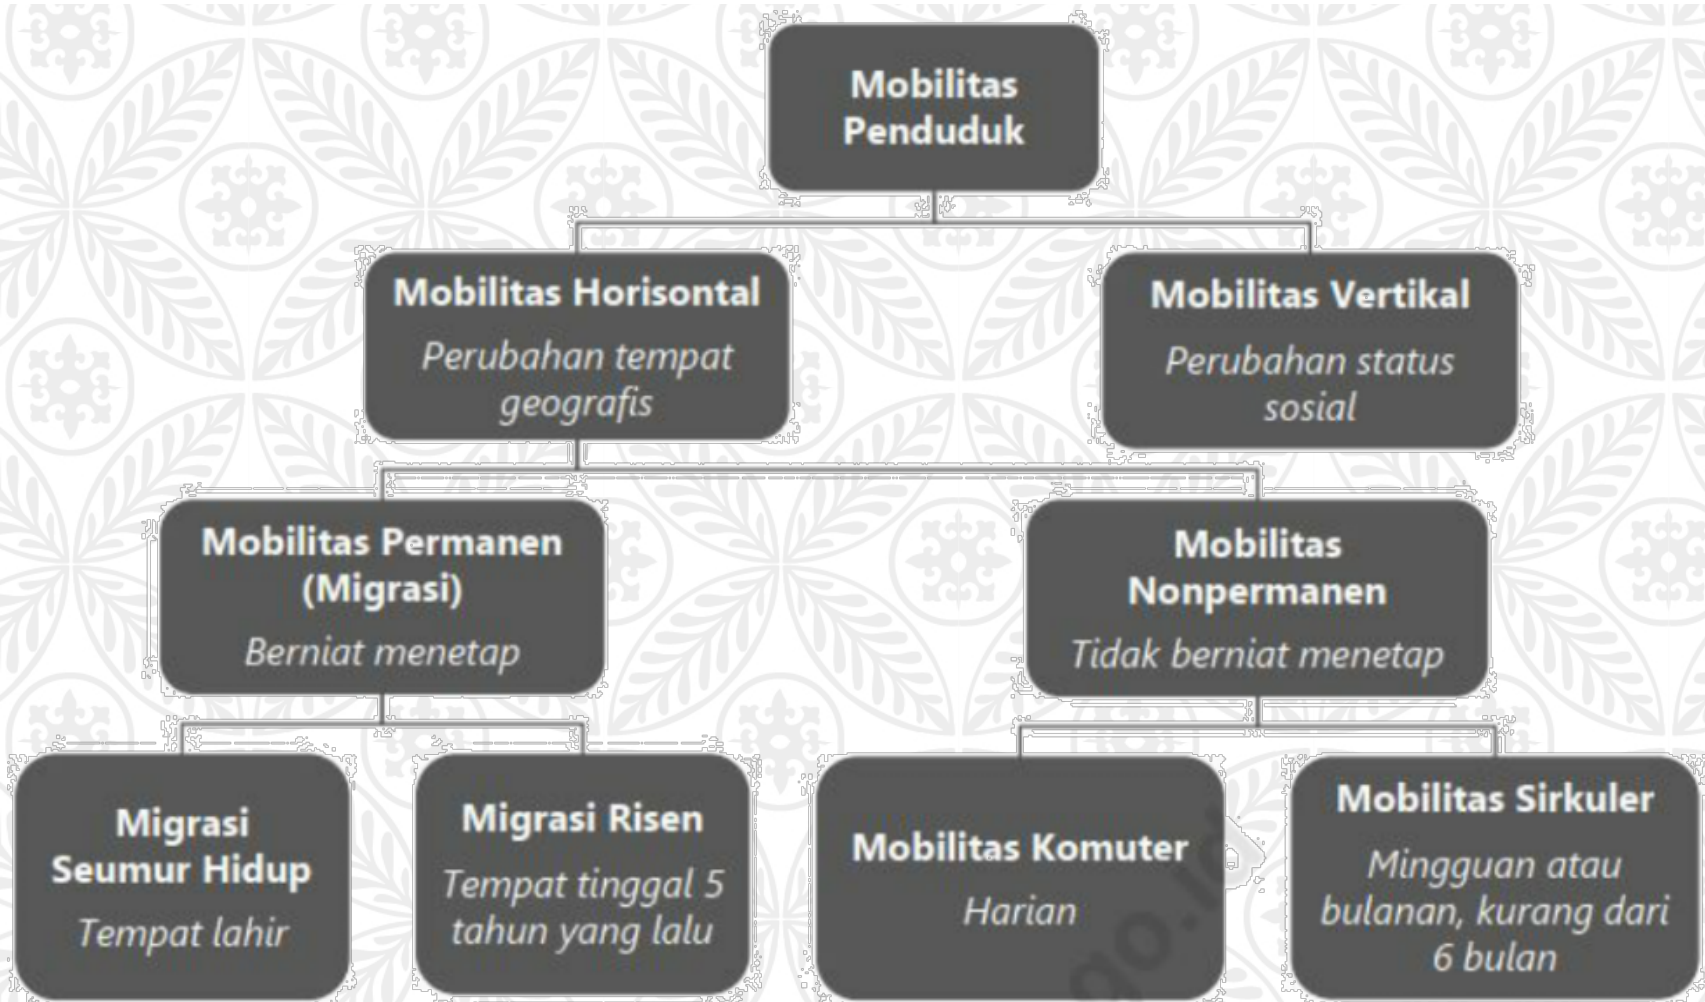 Mobilitas
Penduduk
Mobilitas Horisontal
Perubahan tempat
geografis
Mobilitas Vertikal
Perubahan status
sosial
Mobilitas Permanen
(Migrasi)
Berniat menetap
Mobilitas
Nonpermanen
Tidak berniat menetap
Migrasi
Seumur Hidup
Tempat lahir
Migrasi Risen
Tempat tinggal 5
tahun yang lalu
Mobilitas Komuter
Harian
Mobilitas Sirkuler
Mingguan atau
bulanan, kurang dari
6 bulan
go.id